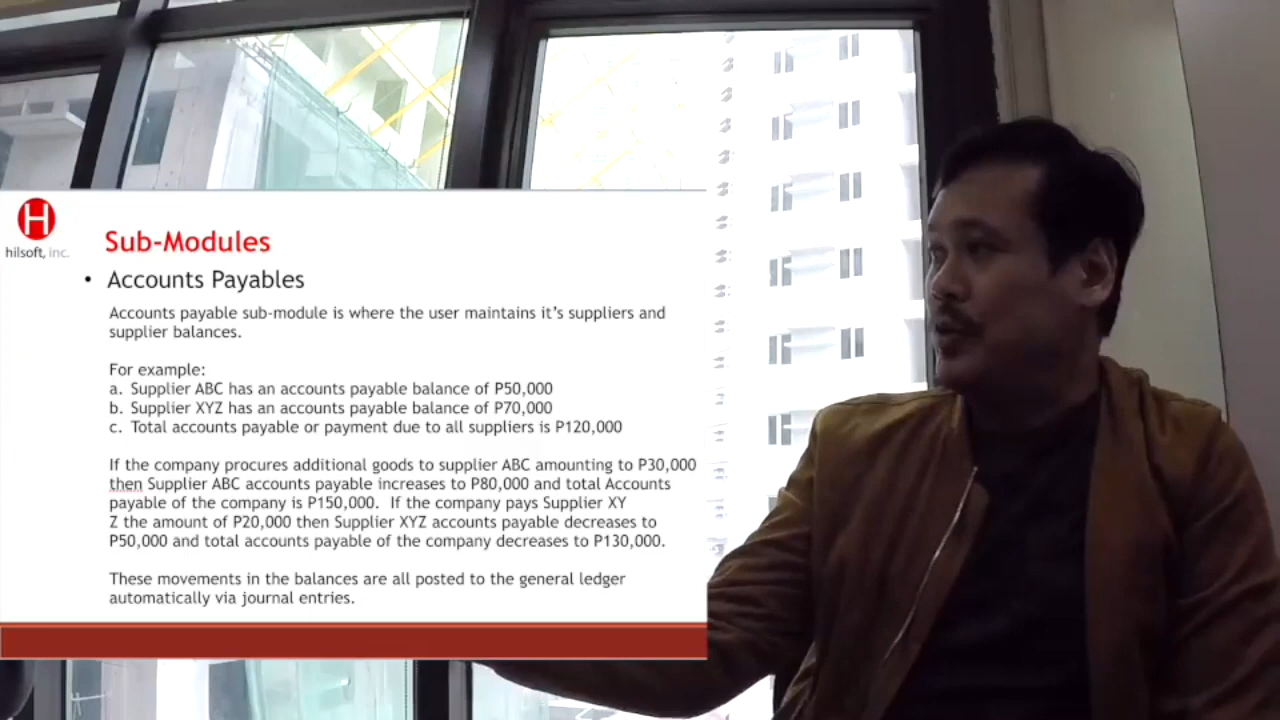 H
hilsoft, inc.
Sub-Modules
• Accounts Payables
Accounts payable sub-module is where the user maintains it's suppliers and
supplier balances.
For example:
a. Supplier ABC has an accounts payable balance of P50,000
b. Supplier XYZ has an accounts payable balance of P70,000
c. Total accounts payable or payment due to all suppliers is P120,000
If the company procures additional goods to supplier ABC amounting to P30,000
then Supplier ABC accounts payable increases to P80,000 and total Accounts
payable of the company is P150,000. If the company pays Supplier XY
Z the amount of P20,000 then Supplier XYZ accounts payable decreases to
P50,000 and total accounts payable of the company decreases to P130,000.
These movements in the balances are all posted to the general ledger
automatically via journal entries.